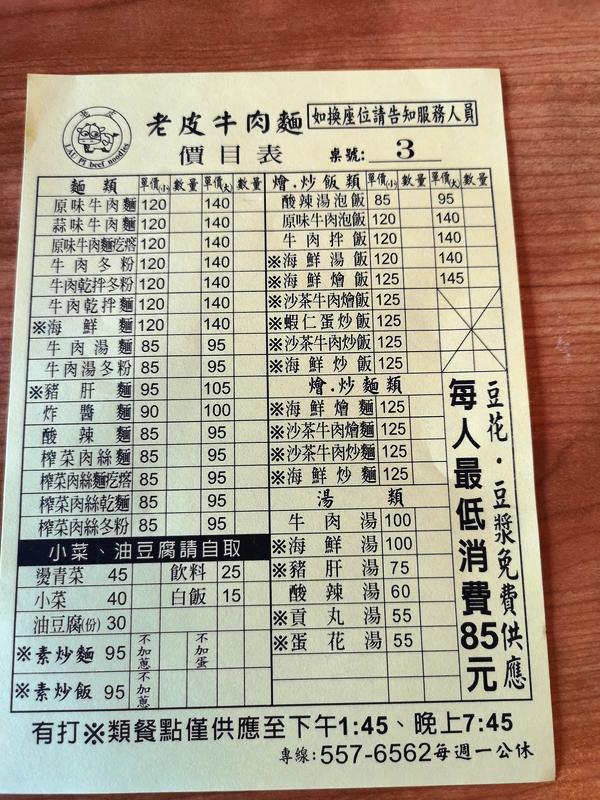 老皮
LAU PI beef noodles
老皮牛肉麵 如換座位請告知服務人員
價目表 桌號: 3
麵類 單價(小) 數量 單價(大) 數量
原味牛肉麵 120 140
蒜味牛肉麵 120 140
原味牛肉麵疙瘩 120 140
牛肉冬粉 120 140
牛肉乾拌冬粉 120 140
牛肉乾拌麵 120 140
※海鮮麵 120 140
牛肉湯麵 85 95
牛肉湯冬粉 85 95
※豬肝麵 95 105
炸醬麵 90 100
酸辣麵 85 95
榨菜肉絲麵 85 95
榨菜肉絲麵疙瘩 85 95
榨菜肉絲乾麵 85 95
榨菜肉絲冬粉 85 95
小菜、油豆腐請自取
燙青菜 45 飲料 25
小菜 40 白飯 15
油豆腐(份) 30
※素炒麵 95 不加蔥 不加蛋
※素炒飯 95 不加蔥
燴.炒飯類 單價(小) 數量 單價(大) 數量
酸辣湯泡飯 85 95
原味牛肉泡飯 120 140
牛肉拌飯 120 140
※海鮮湯飯 120 140
※海鮮燴飯 125 145
※沙茶牛肉燴飯 125
※蝦仁蛋炒飯 125
※沙茶牛肉炒飯 125
※海鮮炒飯 125
燴.炒麵類
※海鮮燴麵 125
※沙茶牛肉燴麵 125
※沙茶牛肉炒麵 125
※海鮮炒麵 125
湯類
牛肉湯 100
※海鮮湯 100
※豬肝湯 75
酸辣湯 60
※貢丸湯 55
※蛋花湯 55
豆花.豆漿免費供應
每人最低消費85元
有打※類餐點僅供應至下午1:45、晚上7:45
專線:557-6562每週一公休